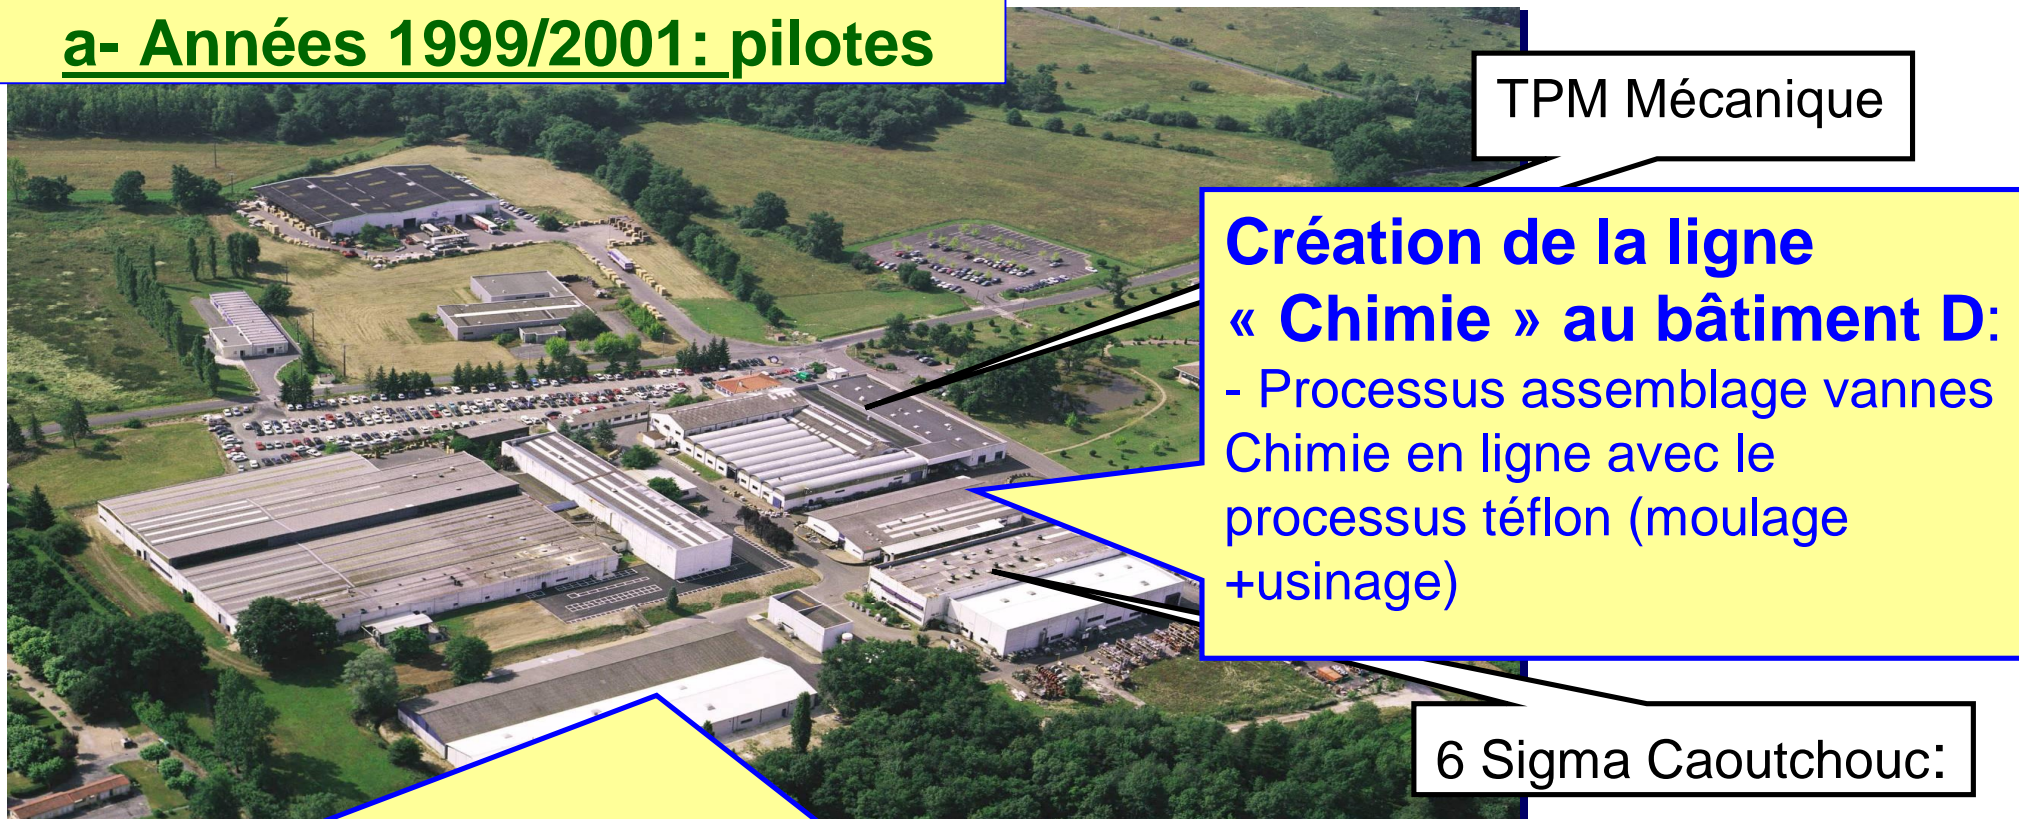 a- Années 1999/2001: pilotes
TPM Mécanique
Création de la ligne
« Chimie » au bâtiment D:
- Processus assemblage vannes
Chimie en ligne avec le
processus téflon (moulage
+usinage)
6 Sigma Caoutchouc: